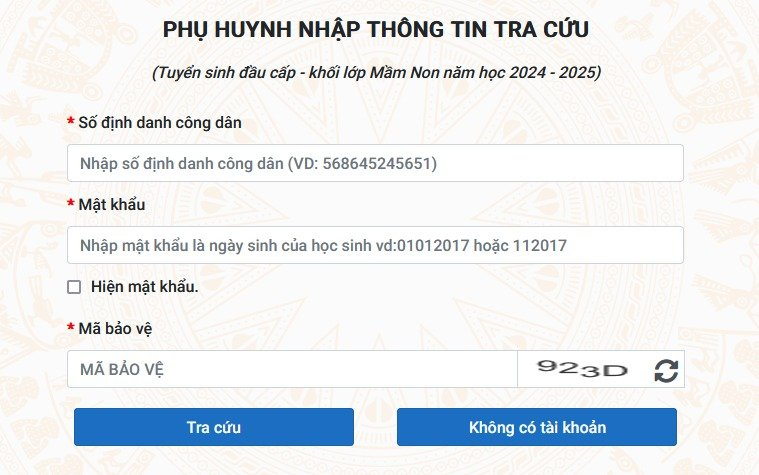 PHỤ HUYNH NHẬP THÔNG TIN TRA CỨU
(Tuyển sinh đầu cấp - khối lớp Mầm Non năm học 2024 - 2025)
* Số định danh công dân
Nhập số định danh công dân (VD: 568645245651)
* Mật khẩu
Nhập mật khẩu là ngày sinh của học sinh vd:01012017 hoặc 112017
Hiện mật khẩu.
* Mã bảo vệ
MÃ BẢO VỆ 923D
Tra cứu Không có tài khoản